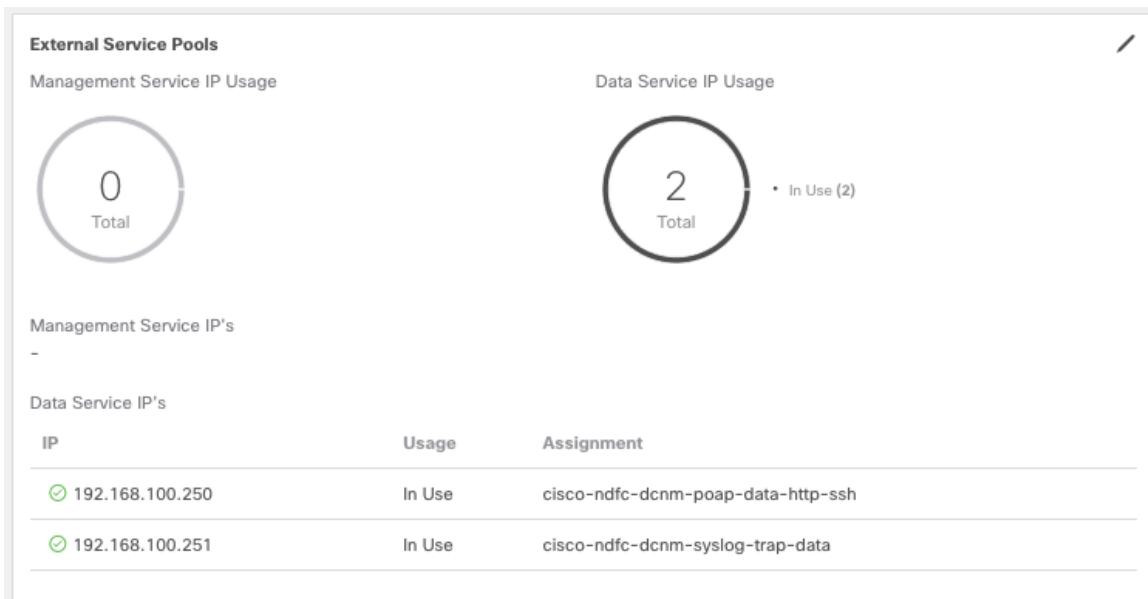 External Service Pools
Management Service IP Usage
Data Service IP Usage
0
Total
2
Total
• In Use (2)
Management Service IP's
-
Data Service IP's
IP Usage Assignment
192.168.100.250 In Use cisco-ndfc-dcnm-poap-data-http-ssh
192.168.100.251 In Use cisco-ndfc-dcnm-syslog-trap-data